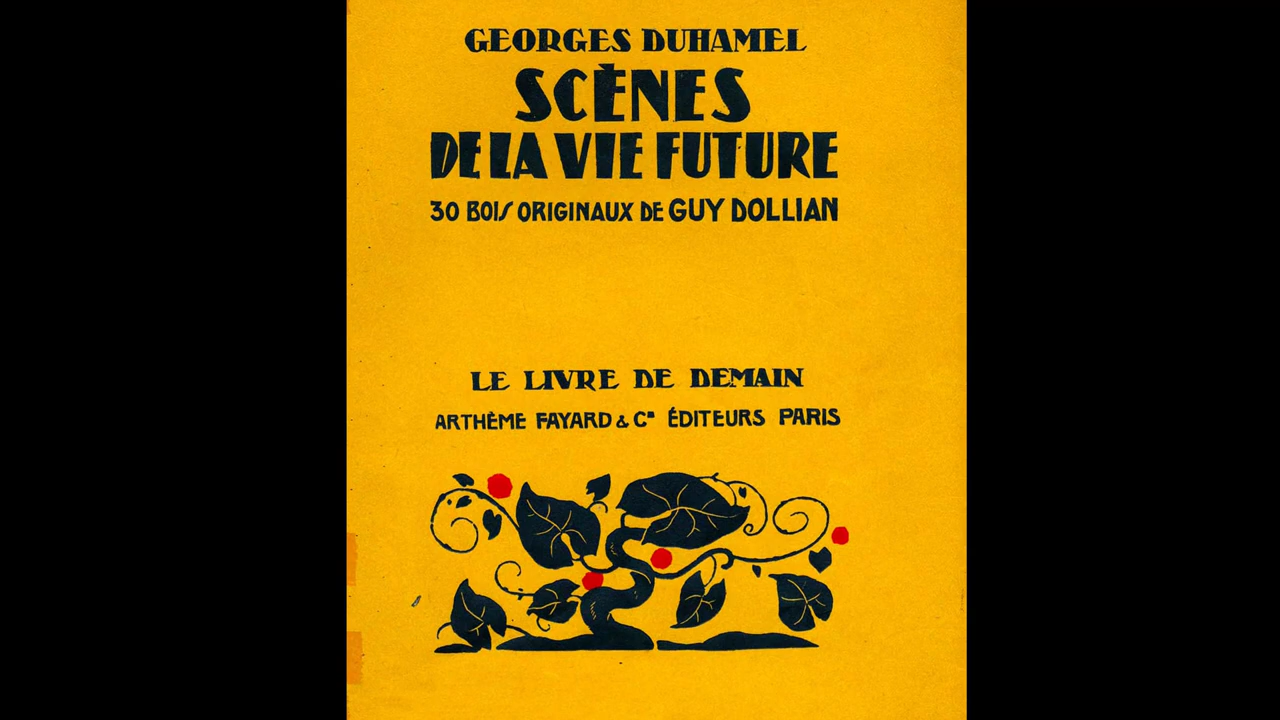 GEORGES DUHAMEL
SCÈNES
DE LA VIE FUTURE
30 BOIS ORIGINAUX DE GUY DOLLIAN
LE LIVRE DE DEMAIN
ARTHÈME FAYARD & Cie ÉDITEURS PARIS